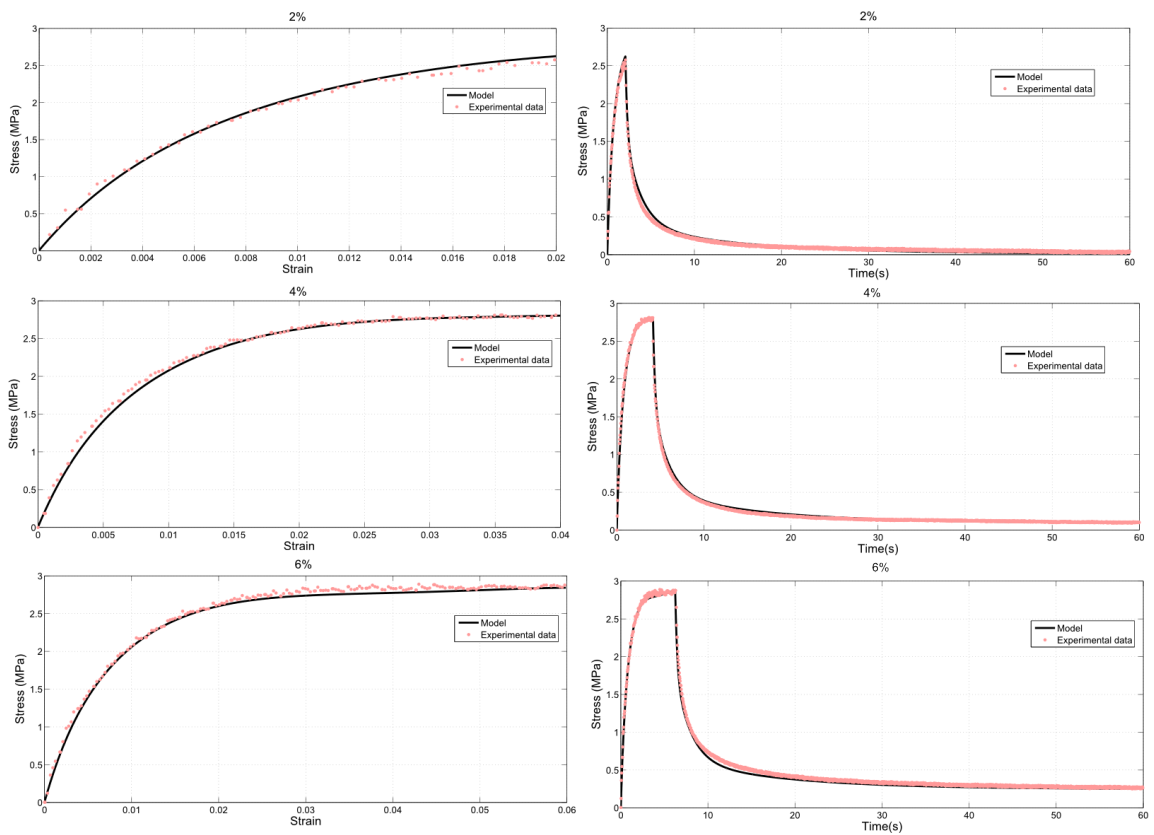 2%
3
2.5
2
1.5
1
0.5
0
Stress (MPa)
Model
Experimental data
0 0.002 0.004 0.006 0.008 0.01 0.012 0.014 0.016 0.018 0.02
Strain
2%
3
2.5
2
1.5
1
0.5
0
Stress (MPa)
Model
Experimental data
0 10 20 30 40 50 60
Time(s)
4%
3
2.5
2
1.5
1
0.5
0
Stress (MPa)
Model
Experimental data
0 0.005 0.01 0.015 0.02 0.025 0.03 0.035 0.04
Strain
4%
3
2.5
2
1.5
1
0.5
0
Stress (MPa)
Model
Experimental data
0 10 20 30 40 50 60
Time(s)
6%
3
2.5
2
1.5
1
0.5
0
Stress (MPa)
Model
Experimental data
0 0.01 0.02 0.03 0.04 0.05 0.06
Strain
6%
3
2.5
2
1.5
1
0.5
0
Stress (MPa)
Model
Experimental data
0 10 20 30 40 50 60
Time(s)